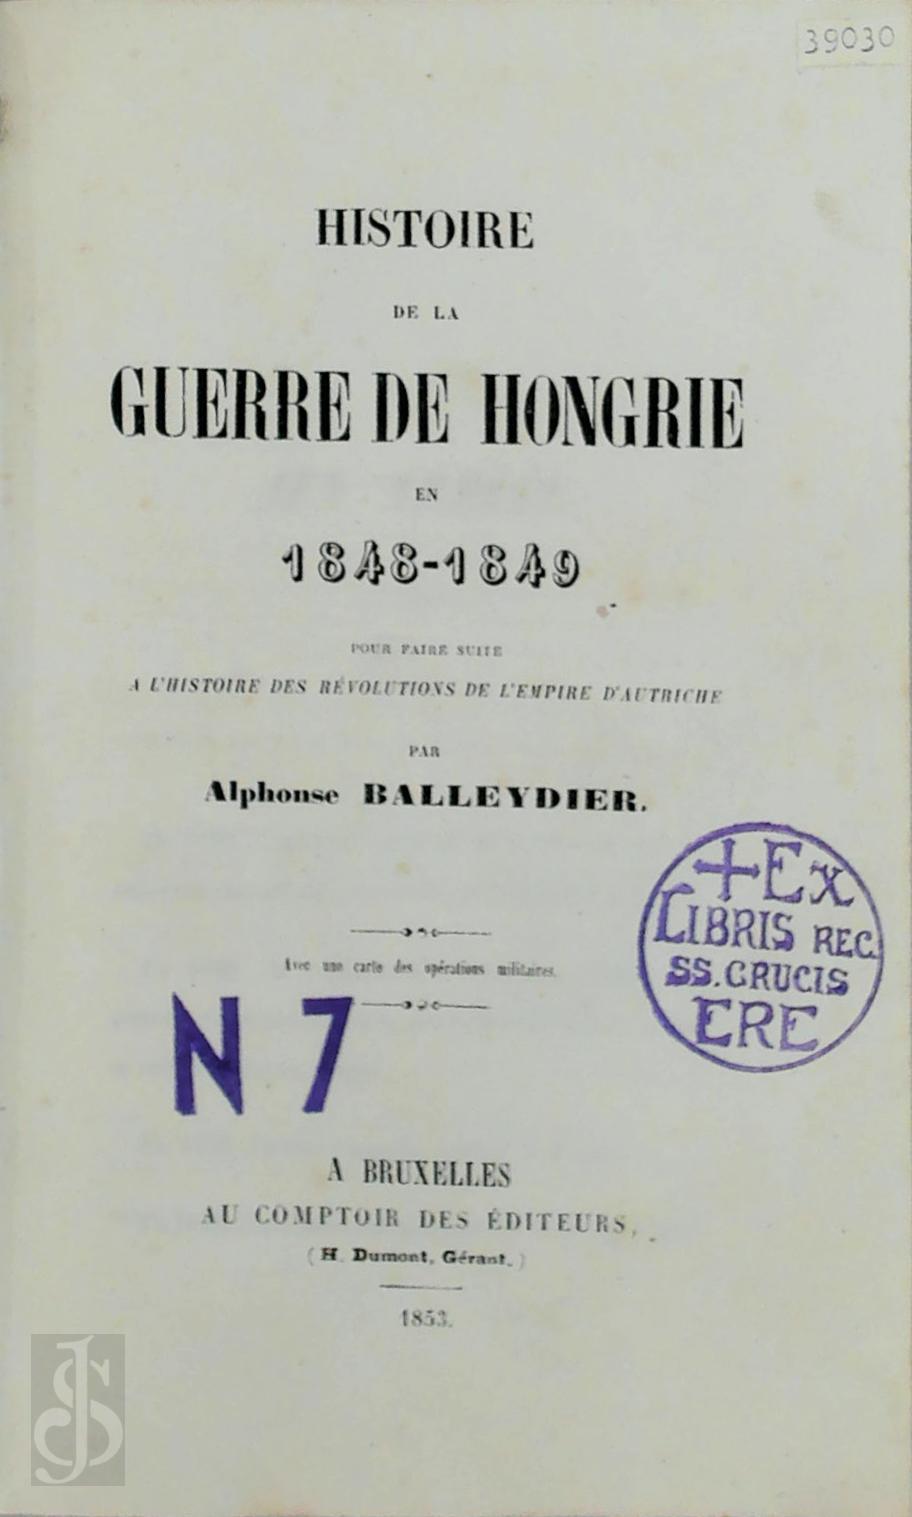 39030
HISTOIRE
DE LA
GUERRE DE HONGRIE
EN
1848-1849
POUR FAIRE SUITE
A L'HISTOIRE DES RÉVOLUTIONS DE L'EMPIRE D'AUTRICHE
PAR
Alphonse BALLEYDIER.
+ EX
LIBRIS REC.
SS. CRUCIS
ERE
Avec une carte des opérations militaires.
N 7
A BRUXELLES
AU COMPTOIR DES ÉDITEURS,
(H. Dumont, Gérant.)
1853.
JS